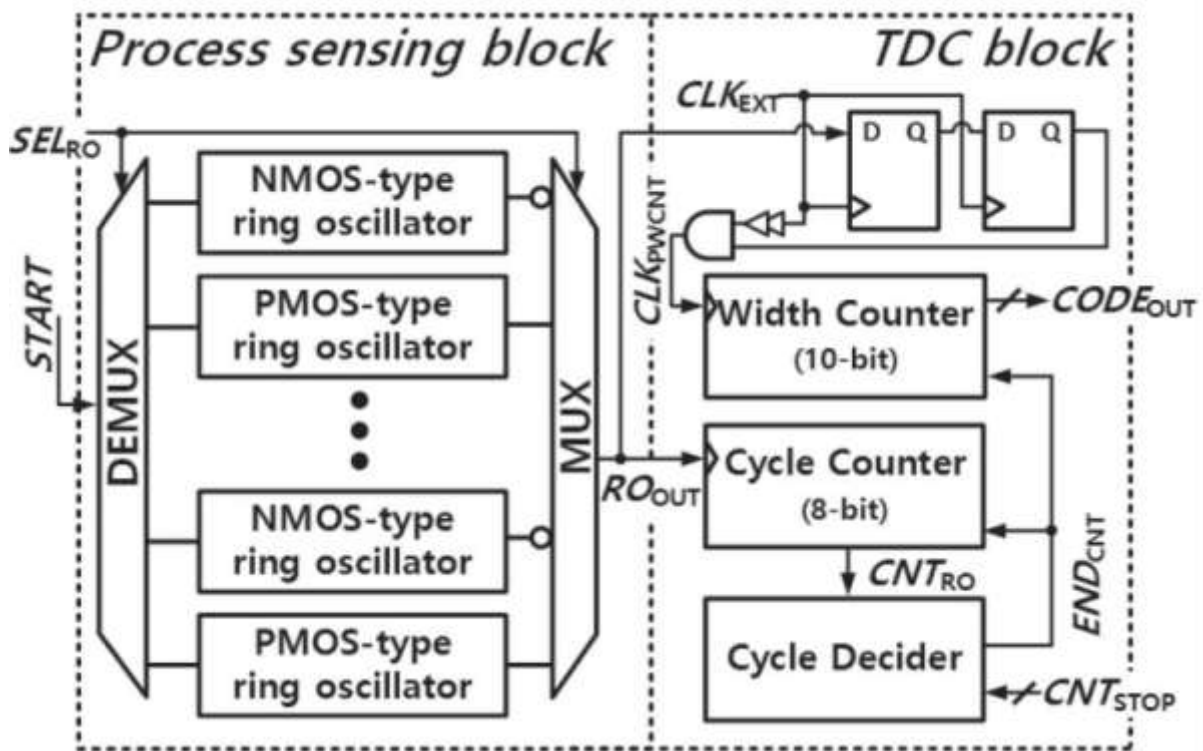 Process sensing block
TDC block
CLKEXT
SELRO
D Q
D Q
NMOS-type
ring oscillator
START
CLKPWCNT
PMOS-type
ring oscillator
Width Counter
(10-bit)
CODEOUT
DEMUX
MUX
ROOUT
Cycle Counter
(8-bit)
NMOS-type
ring oscillator
CNTRO
ENDCNT
PMOS-type
ring oscillator
Cycle Decider
CNTSTOP